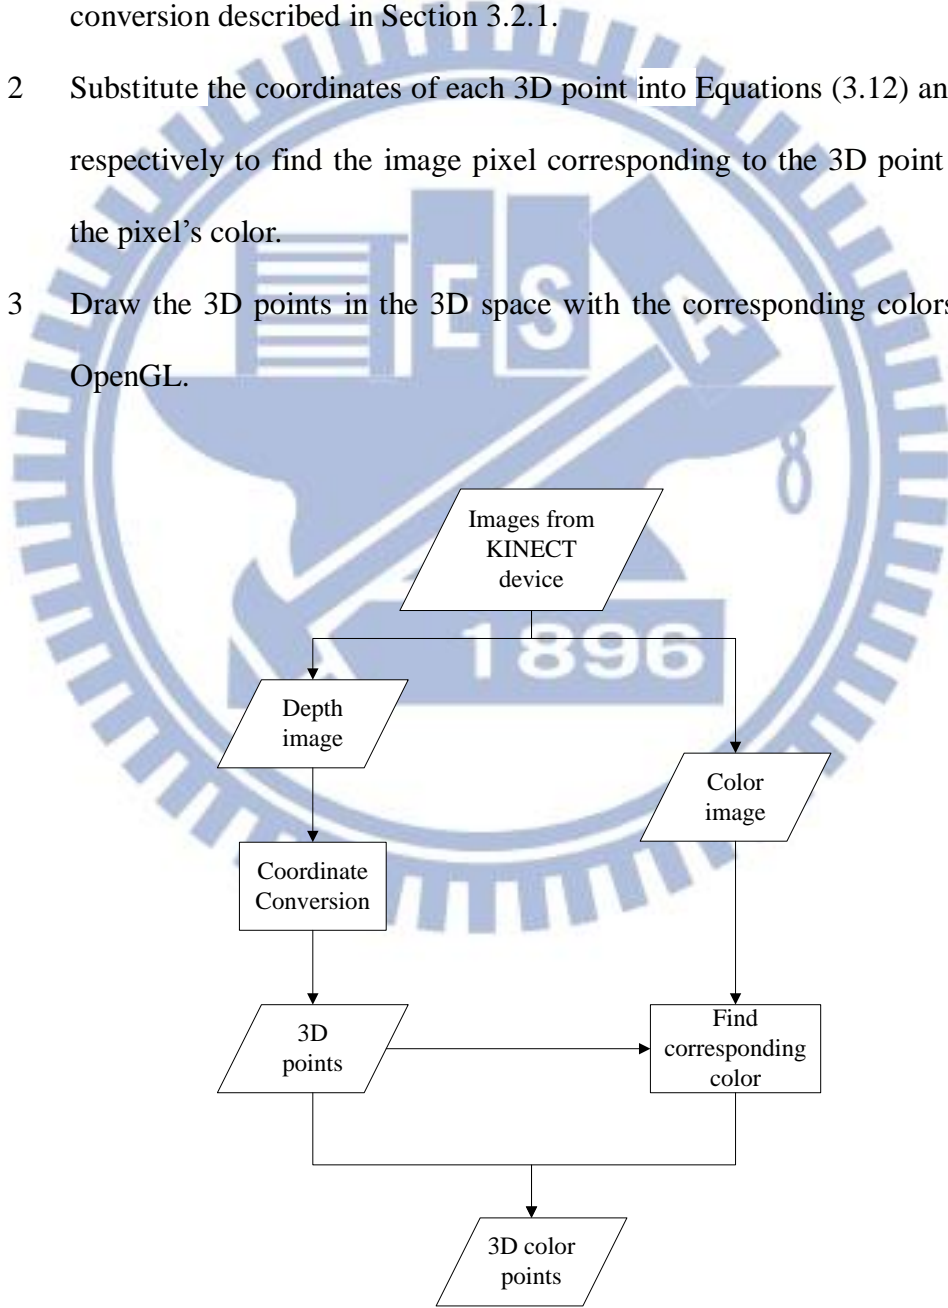 conversion described in Section 3.2.1.
2 Substitute the coordinates of each 3D point into Equations (3.12) an
respectively to find the image pixel corresponding to the 3D point
the pixel's color.
3 Draw the 3D points in the 3D space with the corresponding colors
OpenGL.
E S A
Images from
KINECT
device
1896
Depth
image
Color
image
Coordinate
Conversion
3D
points
Find
corresponding
color
3D color
points